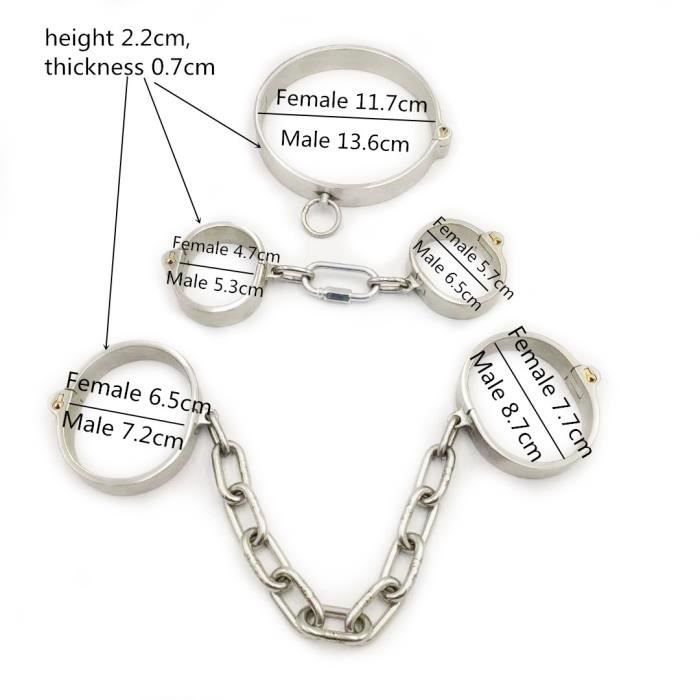 height 2.2cm,
thickness 0.7cm
Female 11.7cm
Male 13.6cm
Female 4.7cm
Male 5.3cm
Female 5.7cm
Male 6.5cm
Female 6.5cm
Male 7.2cm
Female 7.7cm
Male 8.7cm